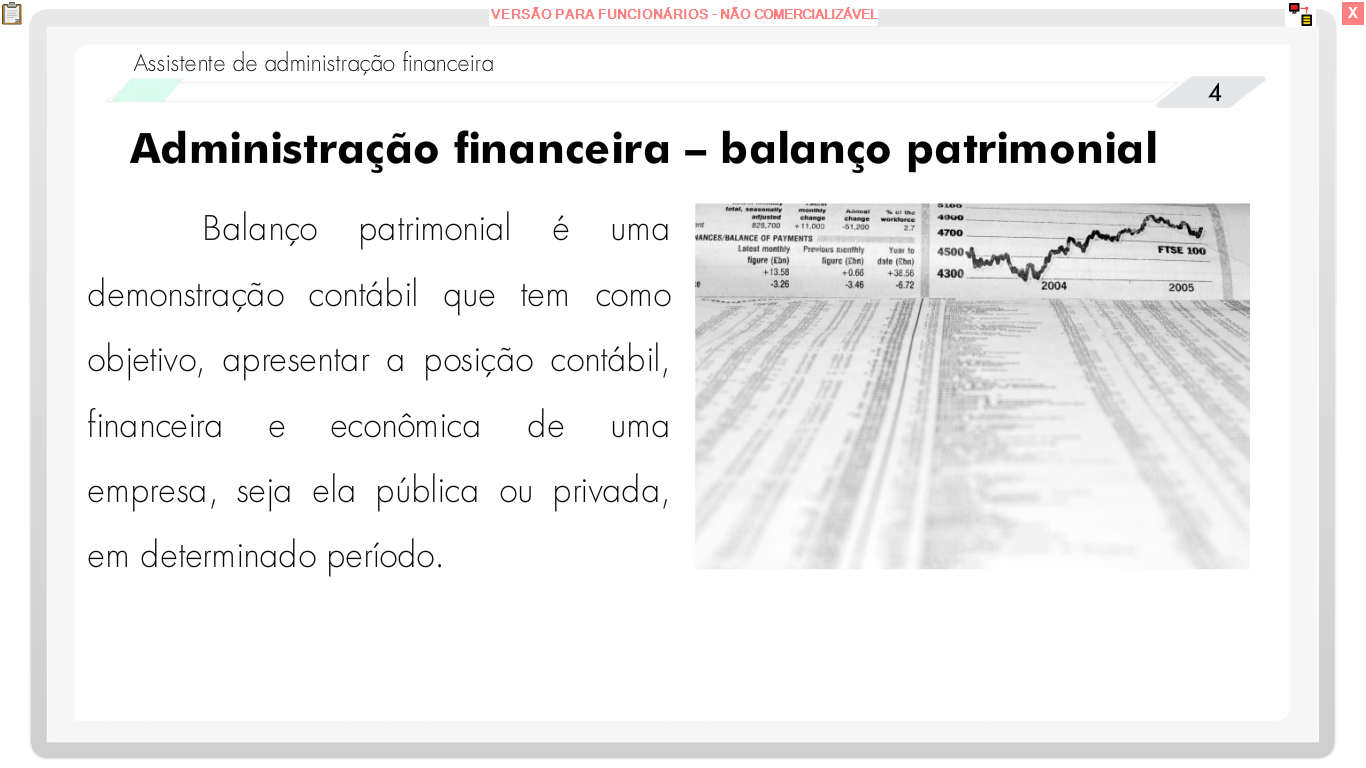 VERSÃO PARA FUNCIONÁRIOS - NÃO COMERCIALIZÁVEL
X
Assistente de administração financeira
4
Administração financeira – balanço patrimonial
Balanço patrimonial é uma
demonstração contábil que tem como
objetivo, apresentar a posição contábil,
financeira e econômica de uma
empresa, seja ela pública ou privada,
em determinado período.
total, seasonally monthly Annual % of the
adjusted change change workforce
828,700 +11,000 -51,200 2.7
ANCES/BALANCE OF PAYMENTS
Latest monthly Previous monthly Year to
figure (£bn) figure (£bn) date (£bn)
+13.58 +0.66 +38.56
-3.26 -3.46 -6.72
5100
4900
4700
4500
4300
FTSE 100
2004 2005